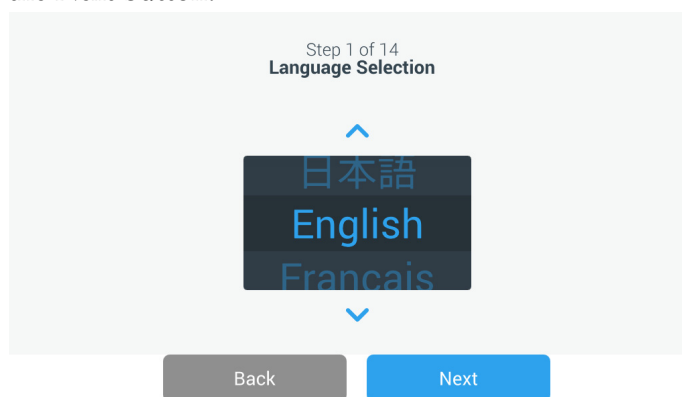 Step 1 of 14
Language Selection
日本語
English
Francais
Back
Next